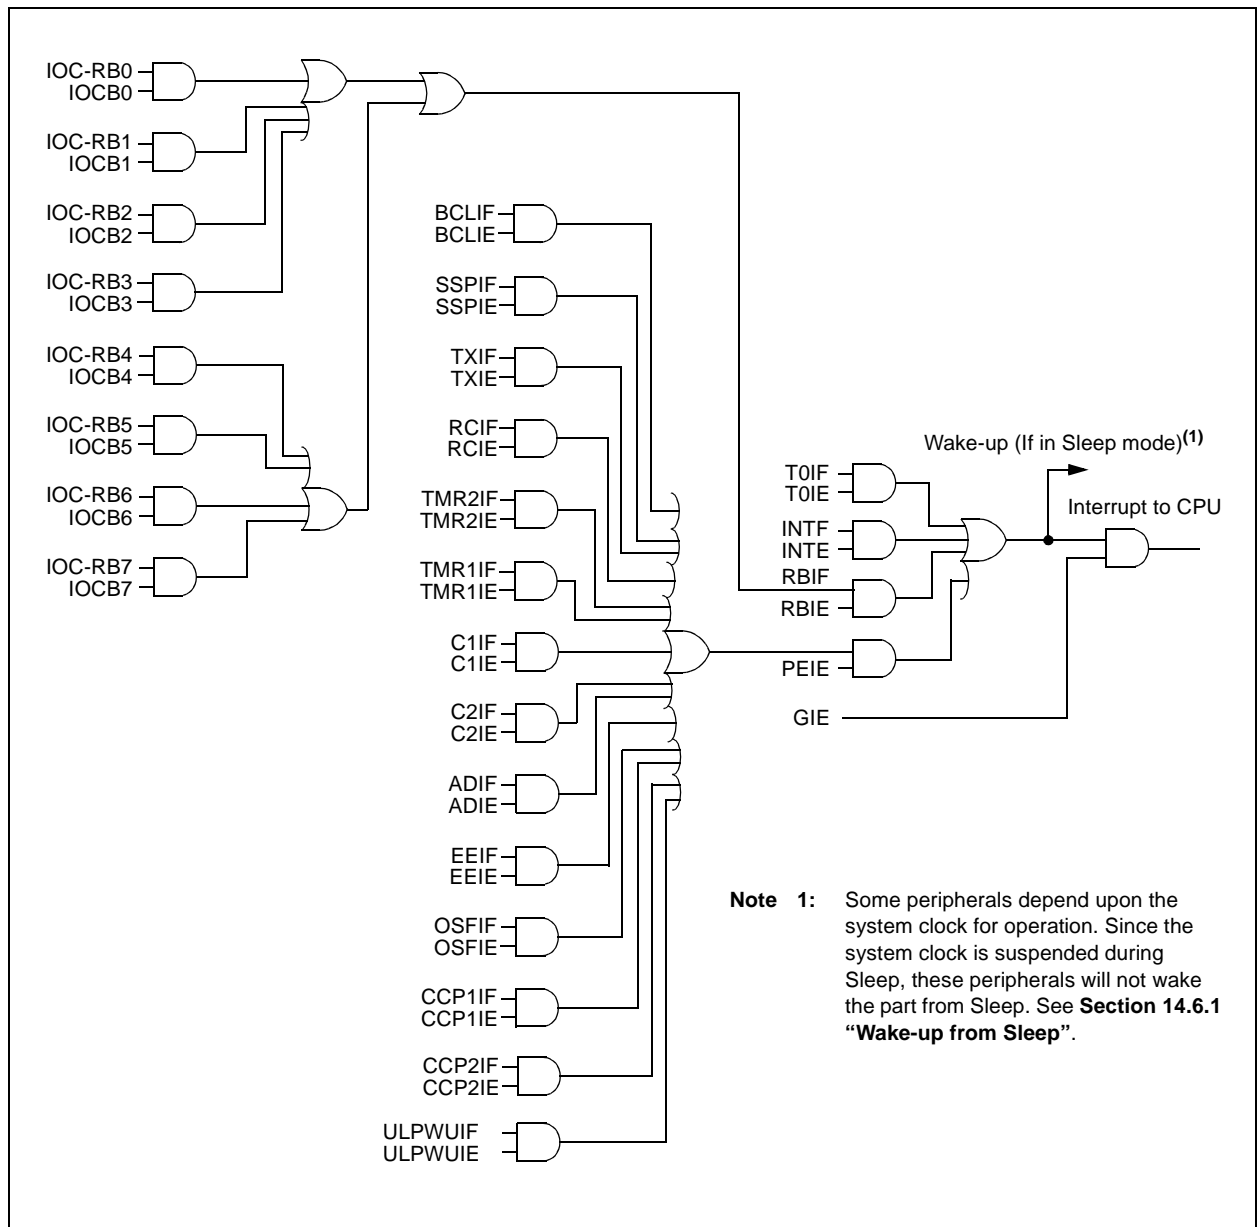 IOC-RB0
IOCB0
IOC-RB1
IOCB1
IOC-RB2
IOCB2
IOC-RB3
IOCB3
IOC-RB4
IOCB4
IOC-RB5
IOCB5
IOC-RB6
IOCB6
IOC-RB7
IOCB7
BCLIF
BCLIE
SSPIF
SSPIE
TXIF
TXIE
RCIF
RCIE
TMR2IF
TMR2IE
TMR1IF
TMR1IE
C1IF
C1IE
C2IF
C2IE
ADIF
ADIE
EEIF
EEIE
OSFIF
OSFIE
CCP1IF
CCP1IE
CCP2IF
CCP2IE
ULPWUIF
ULPWUIE
T0IF
T0IE
INTF
INTE
RBIF
RBIE
PEIE
GIE
Wake-up (If in Sleep mode)(1)
Interrupt to CPU
Note 1: Some peripherals depend upon the
system clock for operation. Since the
system clock is suspended during
Sleep, these peripherals will not wake
the part from Sleep. See Section 14.6.1
“Wake-up from Sleep”.